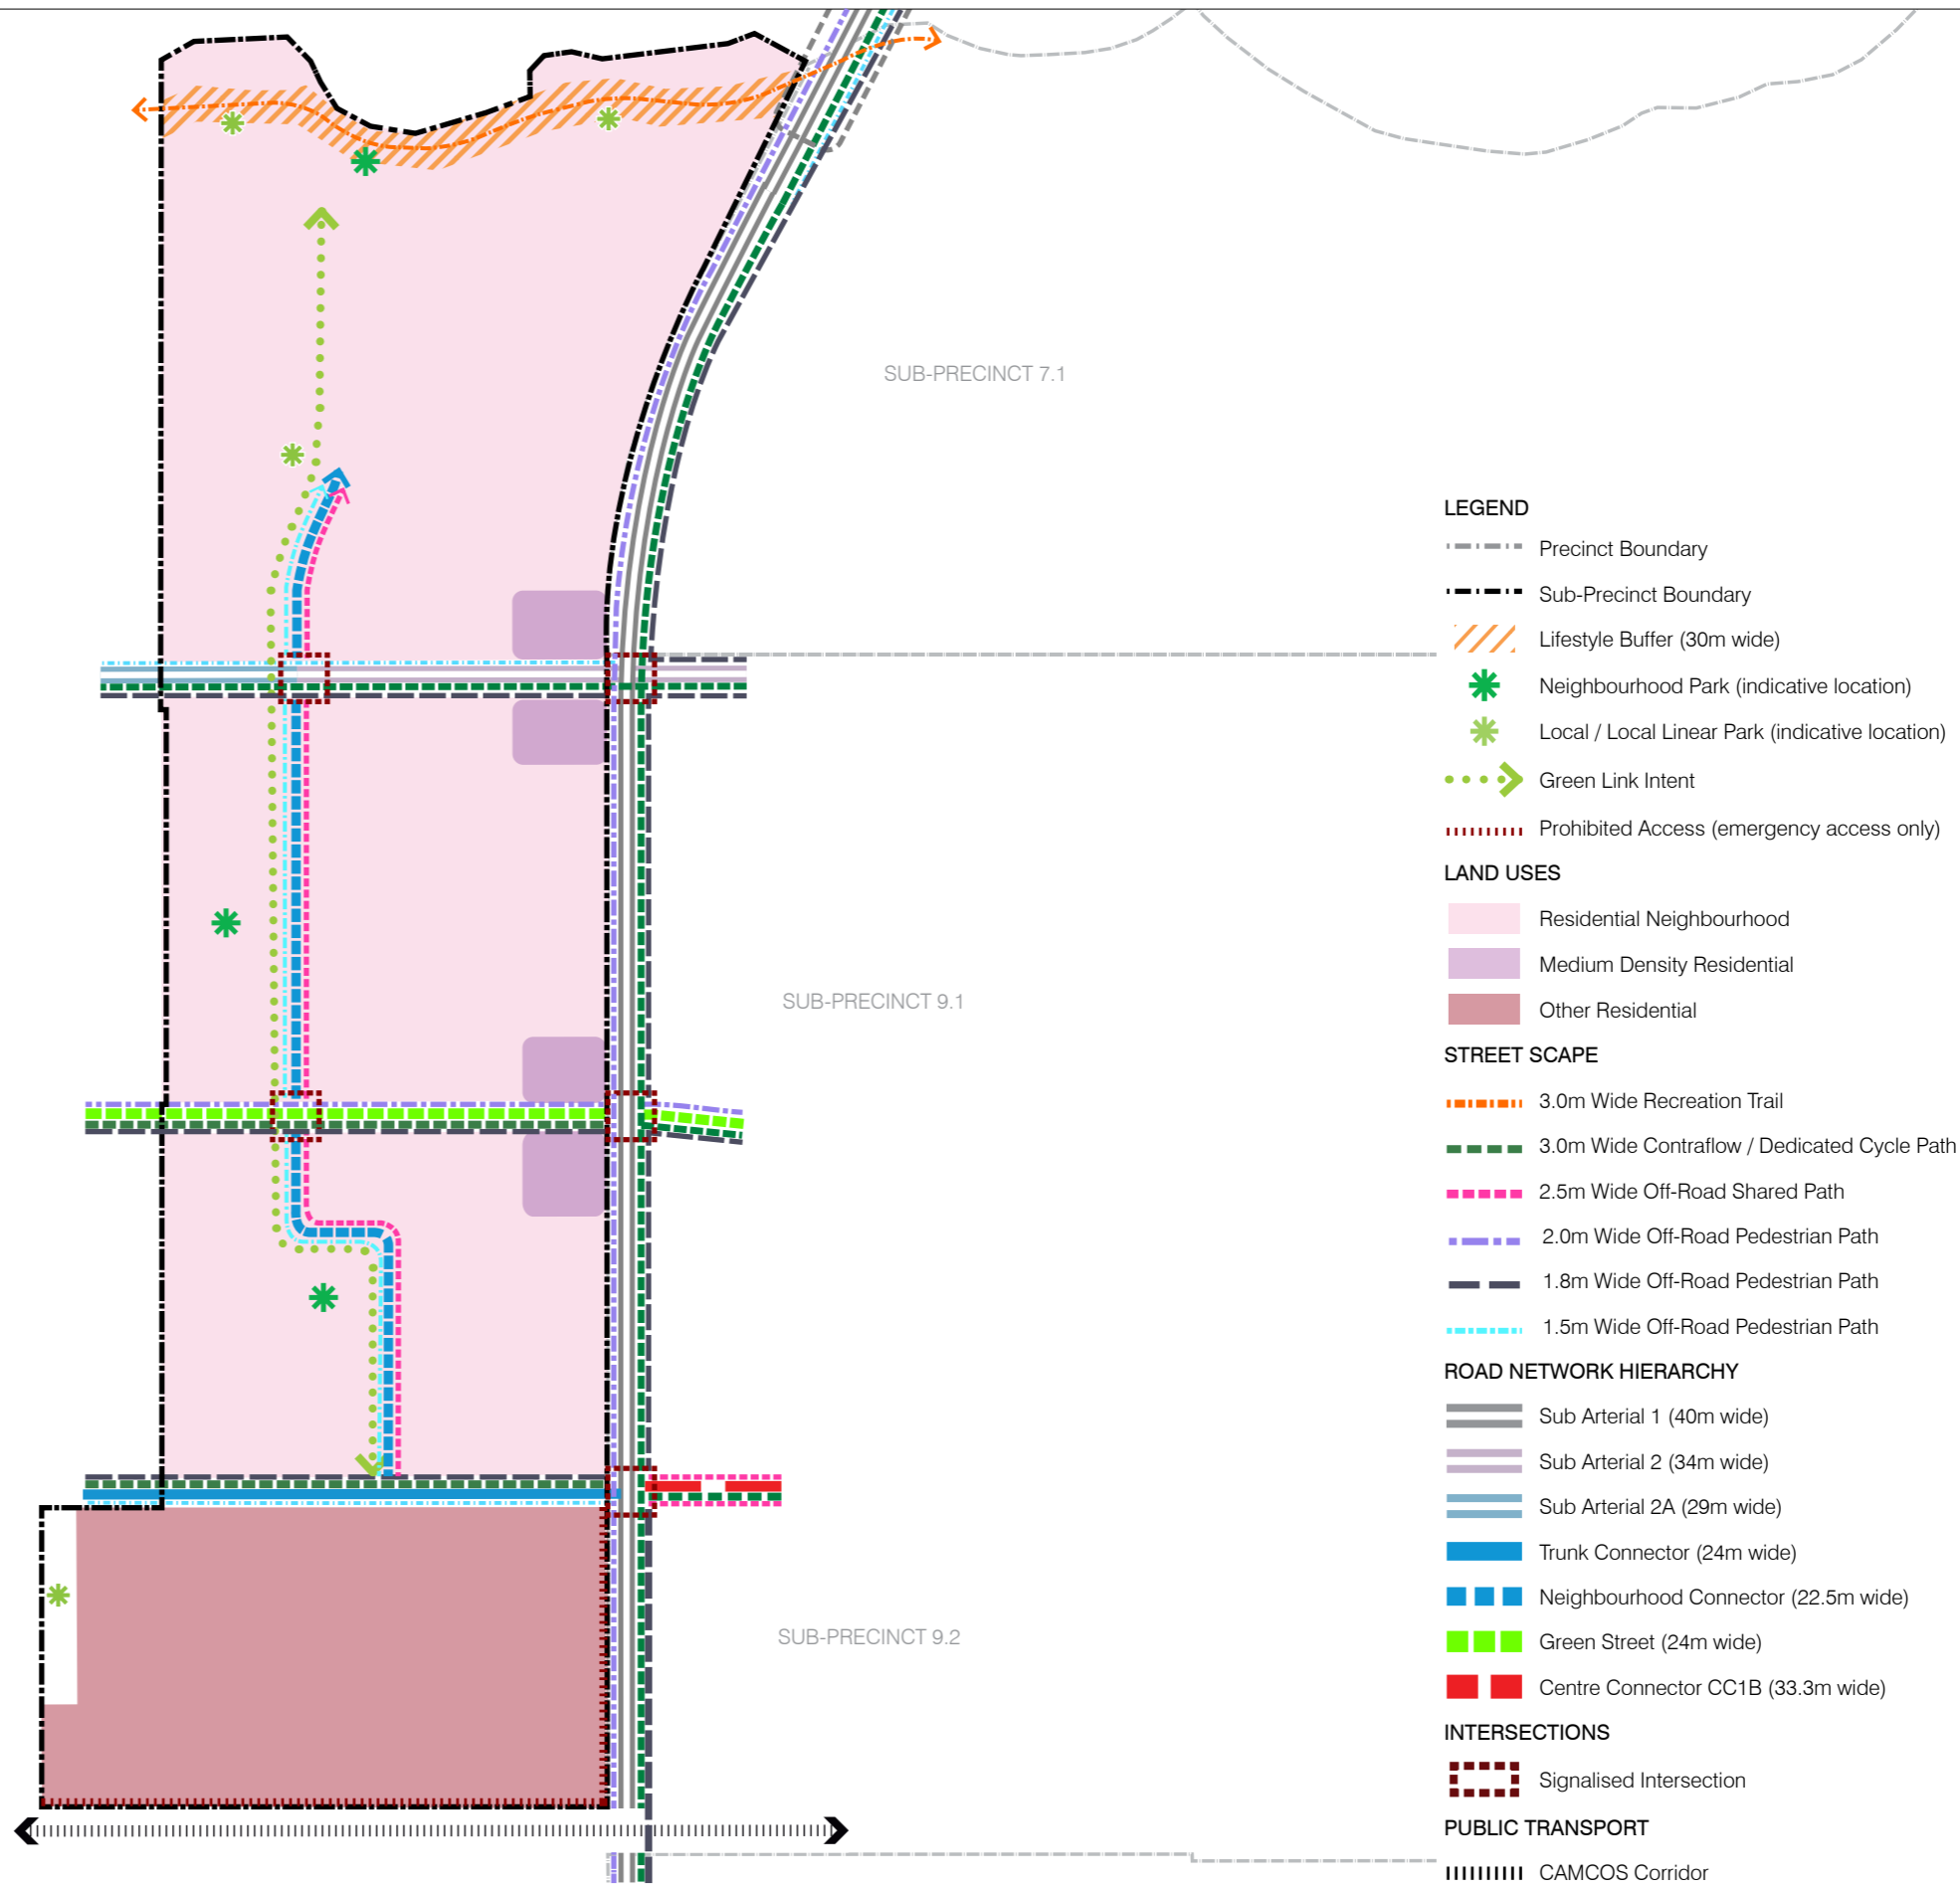 SUB-PRECINCT 7.1
SUB-PRECINCT 9.1
SUB-PRECINCT 9.2
LEGEND
Precinct Boundary
Sub-Precinct Boundary
Lifestyle Buffer (30m wide)
Neighbourhood Park (indicative location)
Local / Local Linear Park (indicative location)
Green Link Intent
Prohibited Access (emergency access only)
LAND USES
Residential Neighbourhood
Medium Density Residential
Other Residential
STREET SCAPE
3.0m Wide Recreation Trail
3.0m Wide Contraflow / Dedicated Cycle Path
2.5m Wide Off-Road Shared Path
2.0m Wide Off-Road Pedestrian Path
1.8m Wide Off-Road Pedestrian Path
1.5m Wide Off-Road Pedestrian Path
ROAD NETWORK HIERARCHY
Sub Arterial 1 (40m wide)
Sub Arterial 2 (34m wide)
Sub Arterial 2A (29m wide)
Trunk Connector (24m wide)
Neighbourhood Connector (22.5m wide)
Green Street (24m wide)
Centre Connector CC1B (33.3m wide)
INTERSECTIONS
Signalised Intersection
PUBLIC TRANSPORT
CAMCOS Corridor